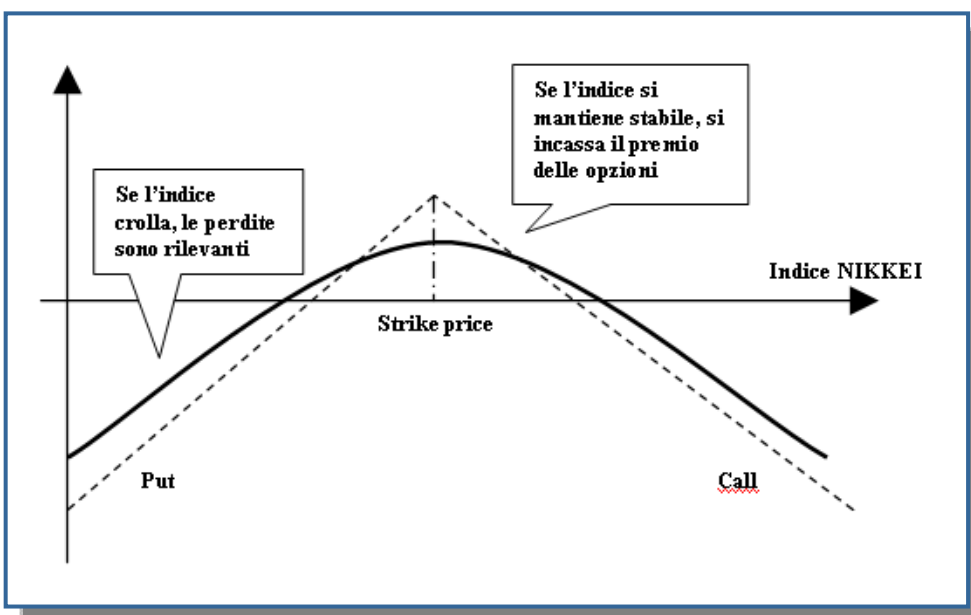 Se l'indice si
mantiene stabile, si
incassa il premio
delle opzioni
Se l'indice
crolla, le perdite
sono rilevanti
Indice NIKKEI
Strike price
Put
Call